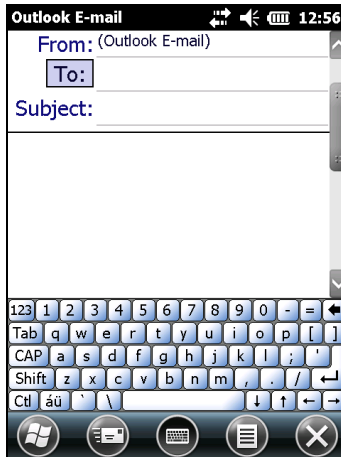 Outlook E-mail 12:56
From: (Outlook E-mail)
To:
Subject:
123 1 2 3 4 5 6 7 8 9 0 - =
Tab q w e r t y u i o p [ ]
CAP a s d f g h j k l ; '
Shift z x c v b n m , . /
Ctl áü ` \